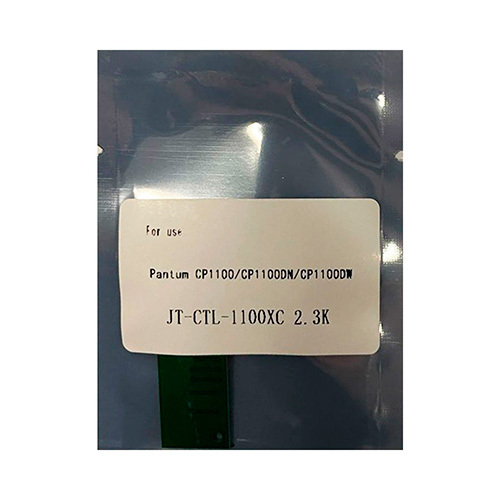 For use
Pantum CP1100/CP1100DN/CP1100DW
JT-CTL-1100XC 2.3K